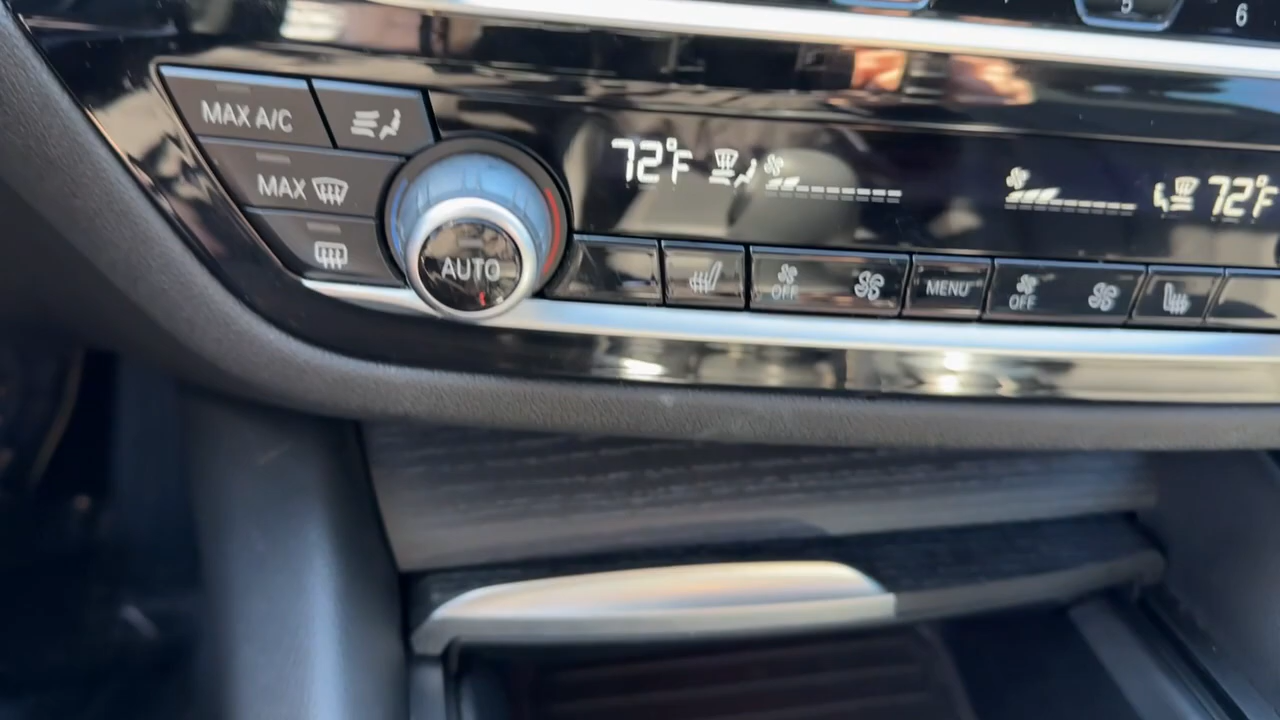 5 6
MAX A/C
72°F 72°F
MAX
AUTO
OFF MENU OFF